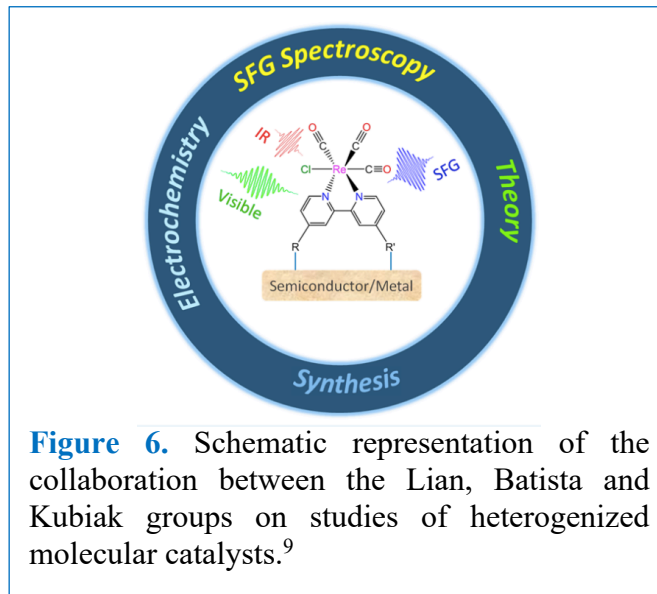 SFG Spectroscopy
Electrochemistry
Theory
Synthesis
IR
Visible
SFG
O
C
O
C
Cl
Re
C≡O
N
N
R
R'
Semiconductor/Metal
Figure 6. Schematic representation of the
collaboration between the Lian, Batista and
Kubiak groups on studies of heterogenized
molecular catalysts.9